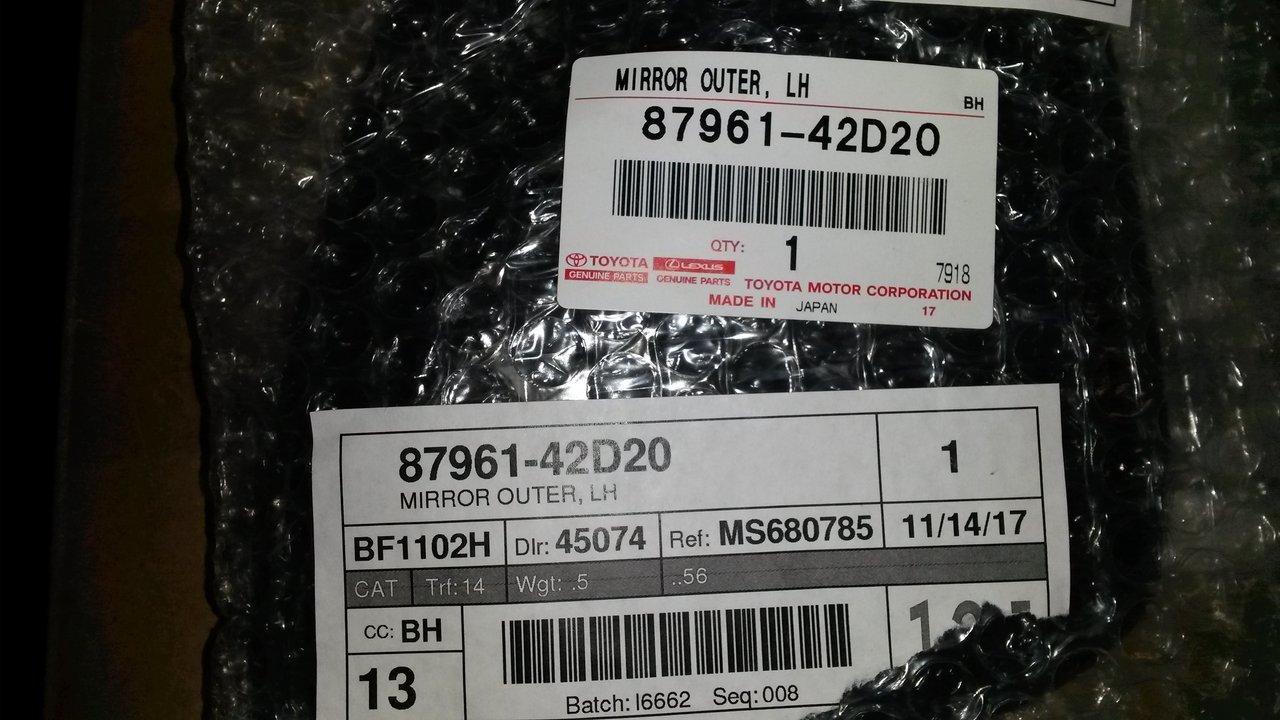 MIRROR OUTER, LH
BH
87961-42D20
QTY: 1
TOYOTA LEXUS
GENUINE PARTS GENUINE PARTS
7918
TOYOTA MOTOR CORPORATION
MADE IN JAPAN 17
87961-42D20 1
MIRROR OUTER, LH
BF1102H Dlr: 45074 Ref: MS680785 11/14/17
CAT Trf: 14 Wgt: .5 ..56
CC: BH
13
Batch: I6662 Seq: 008